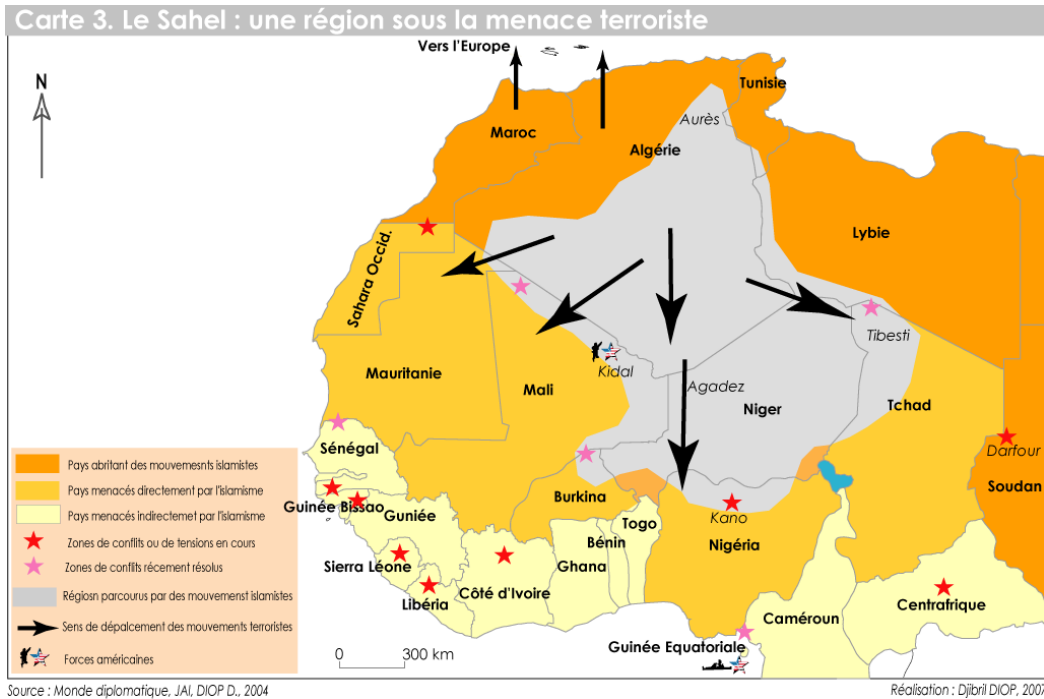 Carte 3. Le Sahel : une région sous la menace terroriste
Vers l'Europe
N
Tunisie
Maroc
Aurès
Algérie
Lybie
Sahara Occid.
Tibesti
Mauritanie
Mali
Kidal
Agadez
Niger
Tchad
Sénégal
Darfour
Soudan
Burkina
Guinée Bissao
Guniée
Togo
Kano
Bénin
Nigéria
Sierra Léone
Ghana
Côté d'Ivoire
Libéria
Centrafrique
Caméroun
Guinée Equatoriale
Pays abritant des mouvemesnts islamistes
Pays menacés directement par l'islamisme
Pays menacés indirectement par l'islamisme
Zones de conflits ou de tensions en cours
Zones de conflits récement résolus
Régiosn parcourus par des mouvemenst islamistes
Sens de dépalcement des mouvements terroristes
Forces américaines
0 300 km
Source : Monde diplomatique, JAI, DIOP D., 2004
Réalisation : Djibril DIOP, 2007